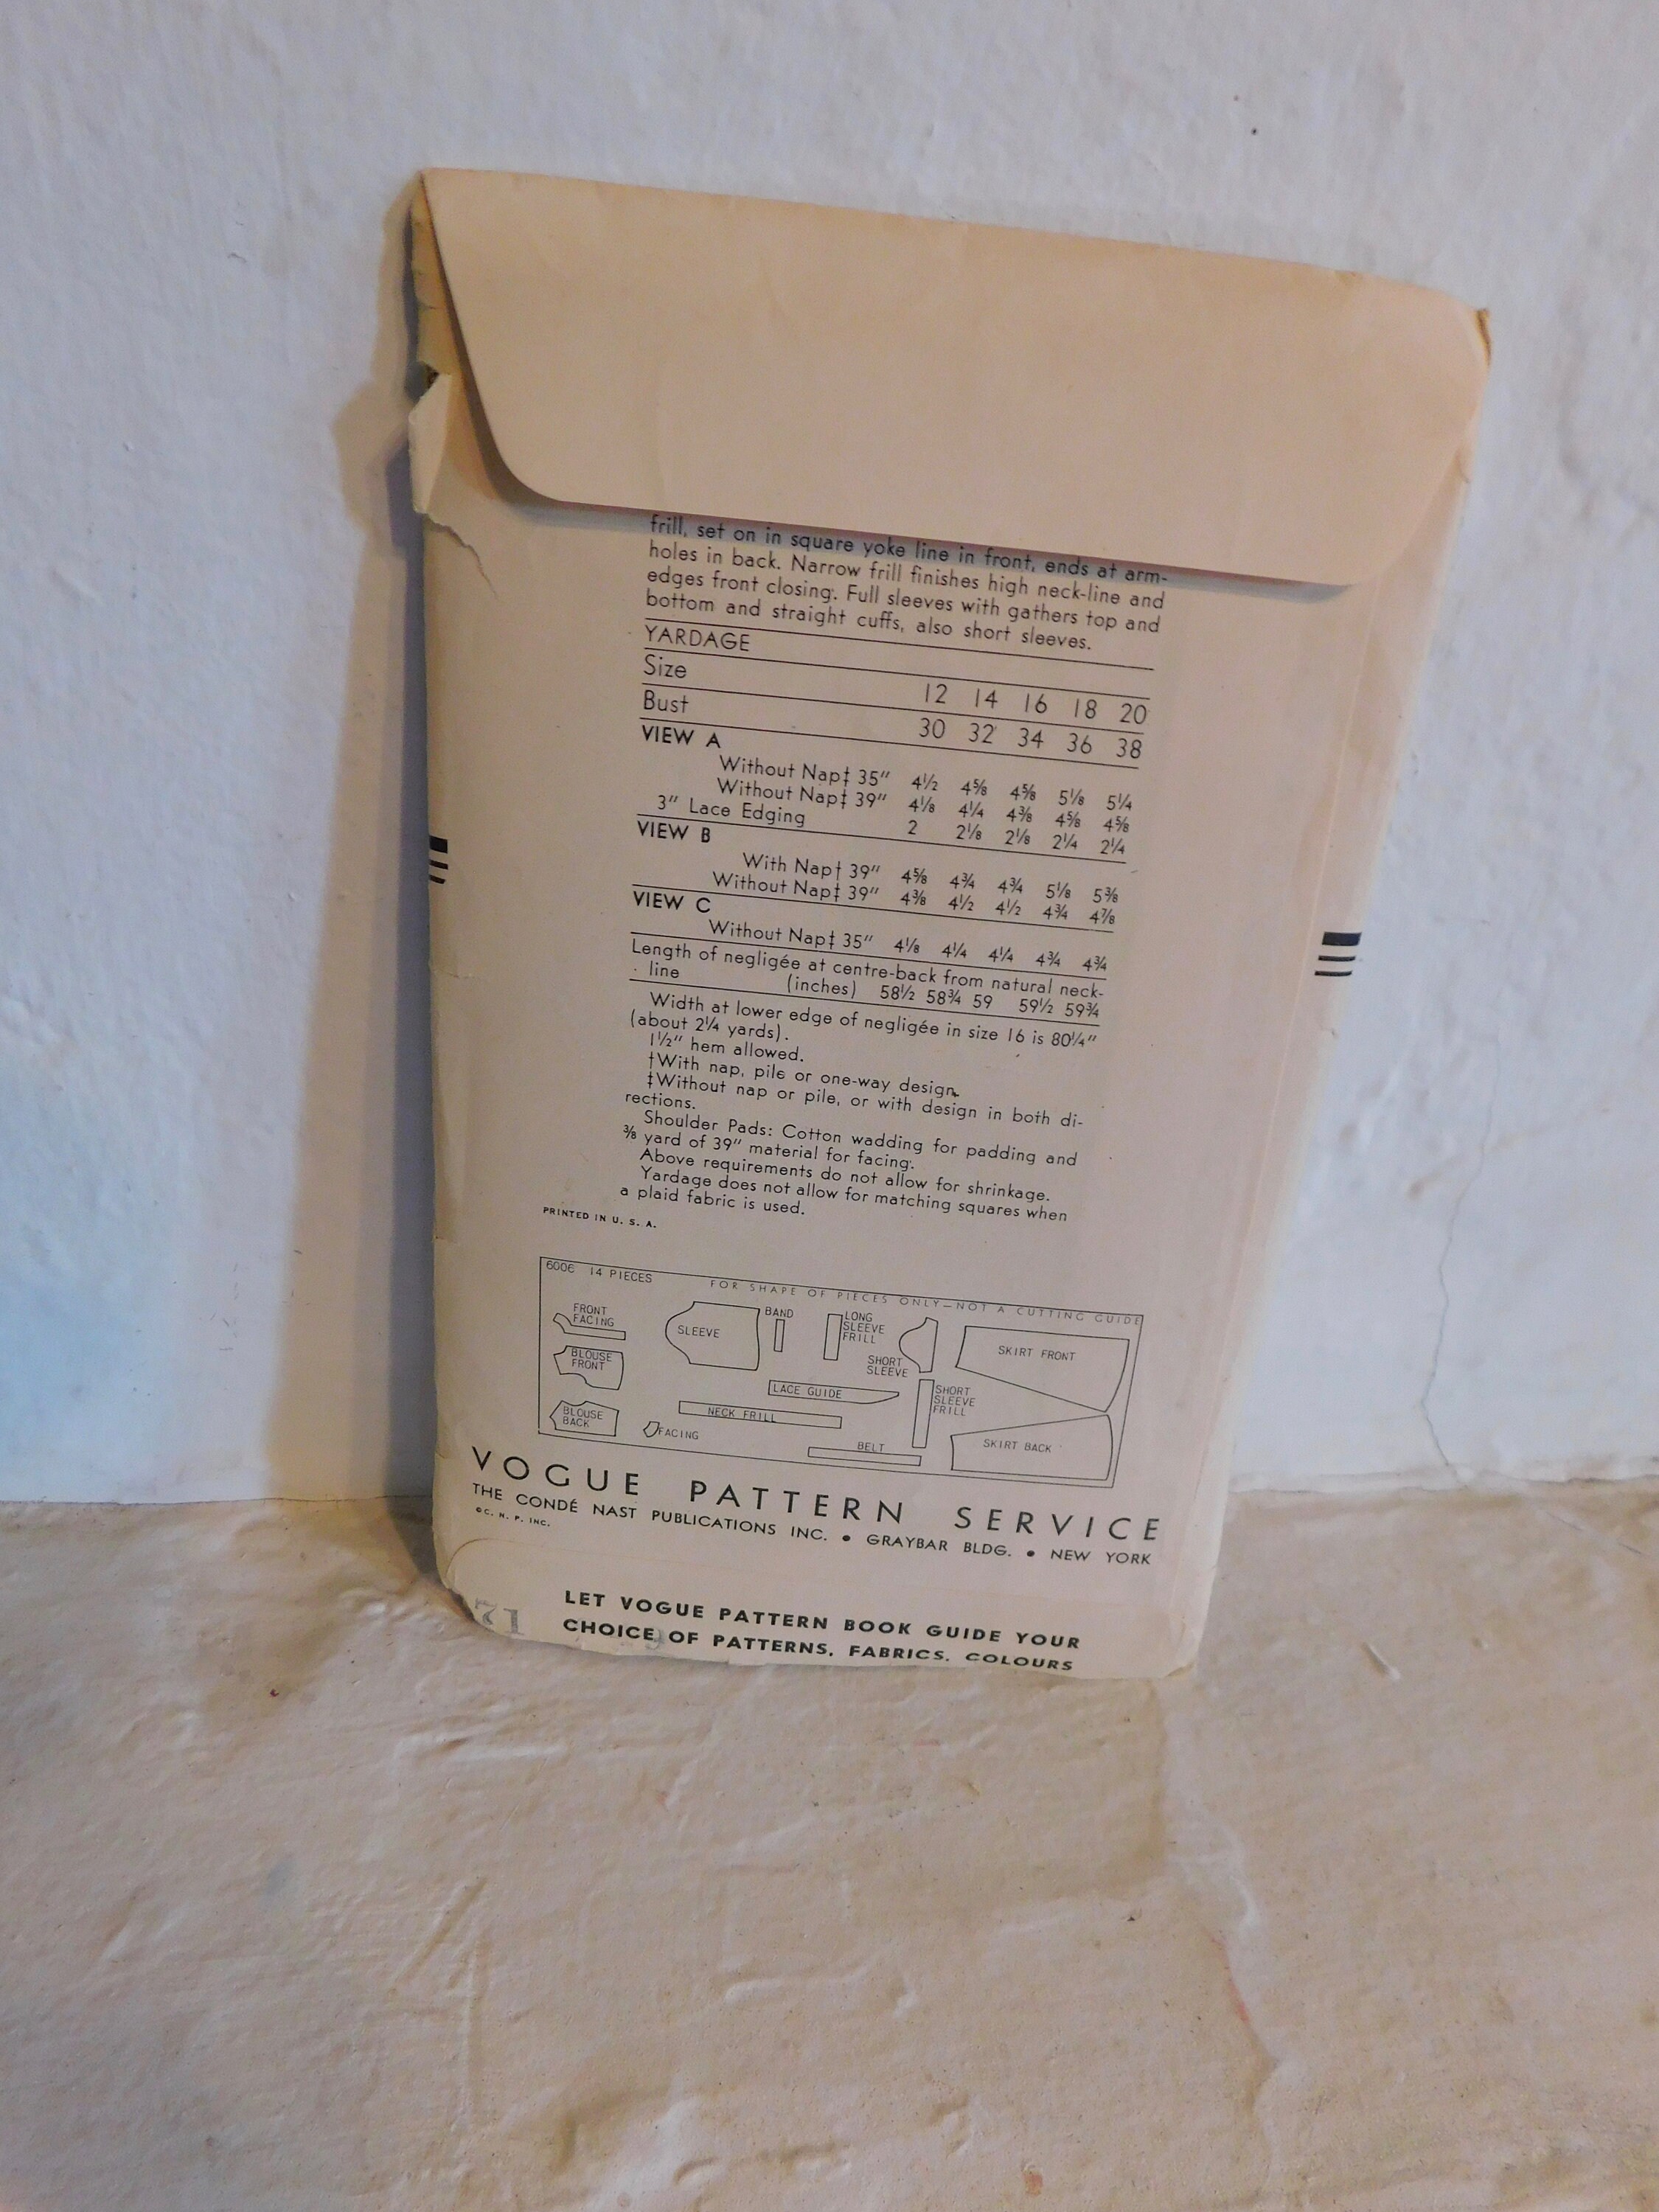 frill, set on in square yoke line in front, ends at arm-
holes in back. Narrow frill finishes high neck-line and
edges front closing. Full sleeves with gathers top and
bottom and straight cuffs, also short sleeves.
YARDAGE
Size 12 14 16 18 20
Bust 30 32 34 36 38
VIEW A
Without Nap‡ 35" 4½ 4⅝ 4⅝ 5⅛ 5¼
Without Nap‡ 39" 4⅛ 4¼ 4⅜ 4⅝ 4⅝
3" Lace Edging 2 2⅛ 2⅛ 2¼ 2¼
VIEW B
With Nap† 39" 4⅝ 4¾ 4¾ 5⅛ 5⅜
Without Nap‡ 39" 4⅜ 4½ 4½ 4¾ 4⅞
VIEW C
Without Nap‡ 35" 4⅛ 4¼ 4¼ 4¾ 4¾
Length of negligée at centre-back from natural neck-
line (inches) 58½ 58¾ 59 59½ 59¾
Width at lower edge of negligée in size 16 is 80¼"
(about 2¼ yards).
1½" hem allowed.
†With nap, pile or one-way design.
‡Without nap or pile, or with design in both di-
rections.
Shoulder Pads: Cotton wadding for padding and
⅜ yard of 39" material for facing.
Above requirements do not allow for shrinkage.
Yardage does not allow for matching squares when
a plaid fabric is used.
PRINTED IN U. S. A.
6006 14 PIECES FOR SHAPE OF PIECES ONLY—NOT A CUTTING GUIDE
FRONT
FACING
SLEEVE
BAND
LONG
SLEEVE
FRILL
SHORT
SLEEVE
SKIRT FRONT
BLOUSE
FRONT
LACE GUIDE
SHORT
SLEEVE
FRILL
BLOUSE
BACK
NECK FRILL
FACING
BELT
SKIRT BACK
VOGUE PATTERN SERVICE
THE CONDÉ NAST PUBLICATIONS INC. • GRAYBAR BLDG. • NEW YORK
©C. N. P. INC.
71
LET VOGUE PATTERN BOOK GUIDE YOUR
CHOICE OF PATTERNS, FABRICS, COLOURS